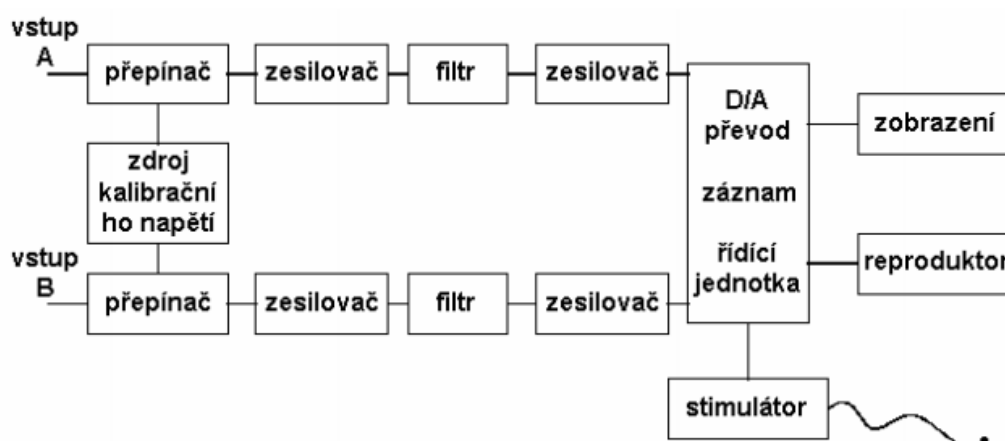 vstup
A
přepínač
zesilovač
filtr
zesilovač
D/A
převod
záznam
řídící
jednotka
zobrazení
reproduktor
zdroj
kalibrační
ho napětí
vstup
B
přepínač
zesilovač
filtr
zesilovač
stimulátor